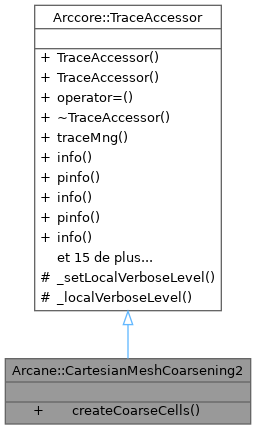 Arccore::TraceAccessor
+ TraceAccessor()
+ TraceAccessor()
+ operator=()
+ ~TraceAccessor()
+ traceMng()
+ info()
+ pinfo()
+ info()
+ pinfo()
+ info()
et 15 de plus...
# _setLocalVerboseLevel()
# _localVerboseLevel()
Arcane::CartesianMeshCoarsening2
+ createCoarseCells()